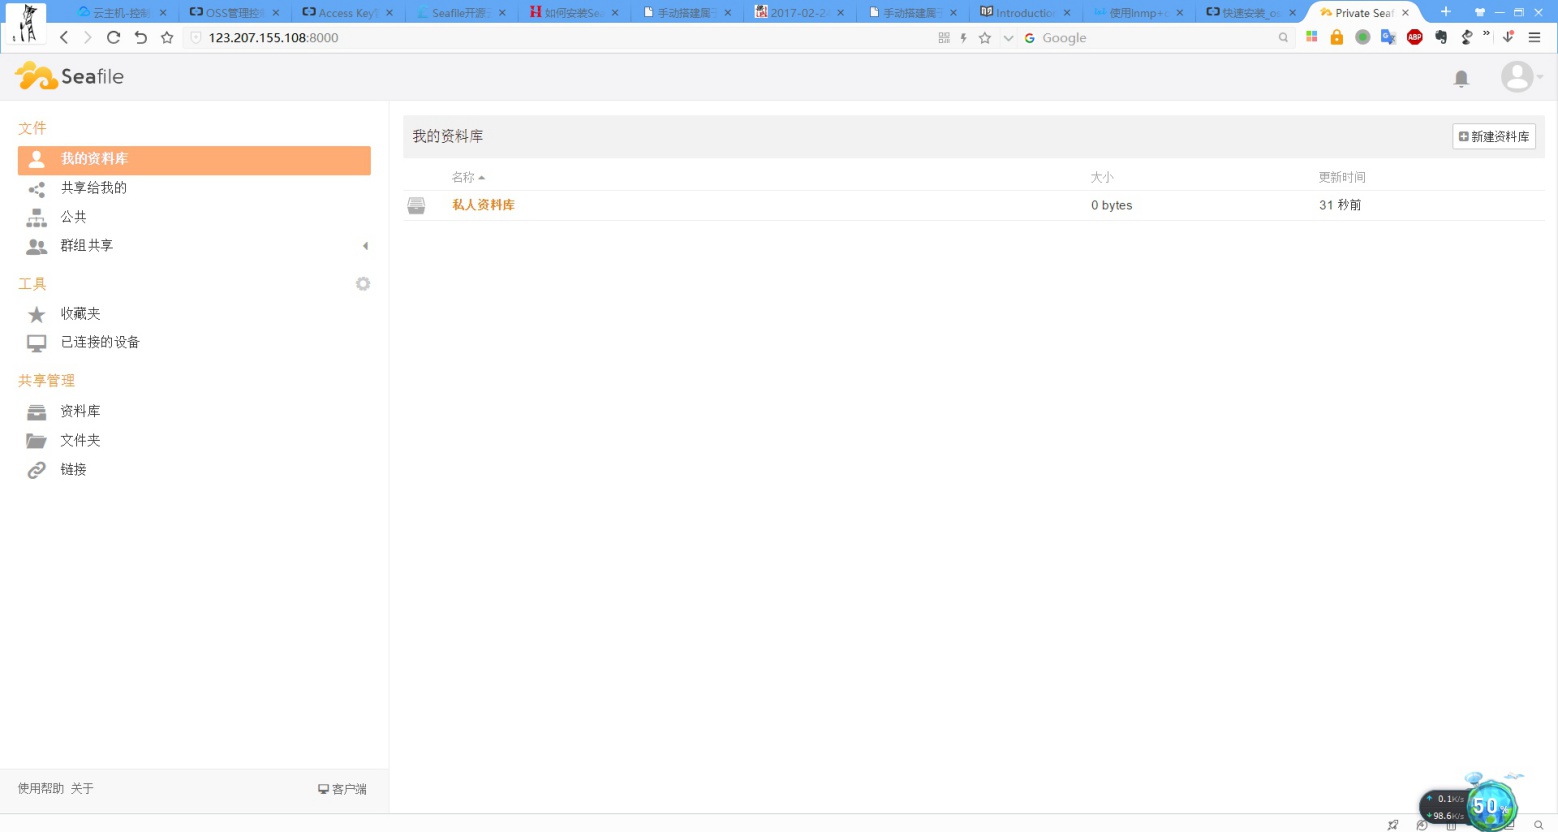 云主机-控制
OSS管理控
Access Key
Seafile开源
如何安装Sea
手动搭建属
2017-02-24
手动搭建属
Introduction
使用lnmp+
快速安装_os
Private Seaf
123.207.155.108:8000
Google
ABP
Seafile
文件
我的资料库
共享给我的
公共
群组共享
工具
收藏夹
已连接的设备
共享管理
资料库
文件夹
链接
使用帮助 关于
客户端
我的资料库
新建资料库
名称 大小 更新时间
私人资料库 0 bytes 31 秒前
0.1K/s
98.6K/s
50%